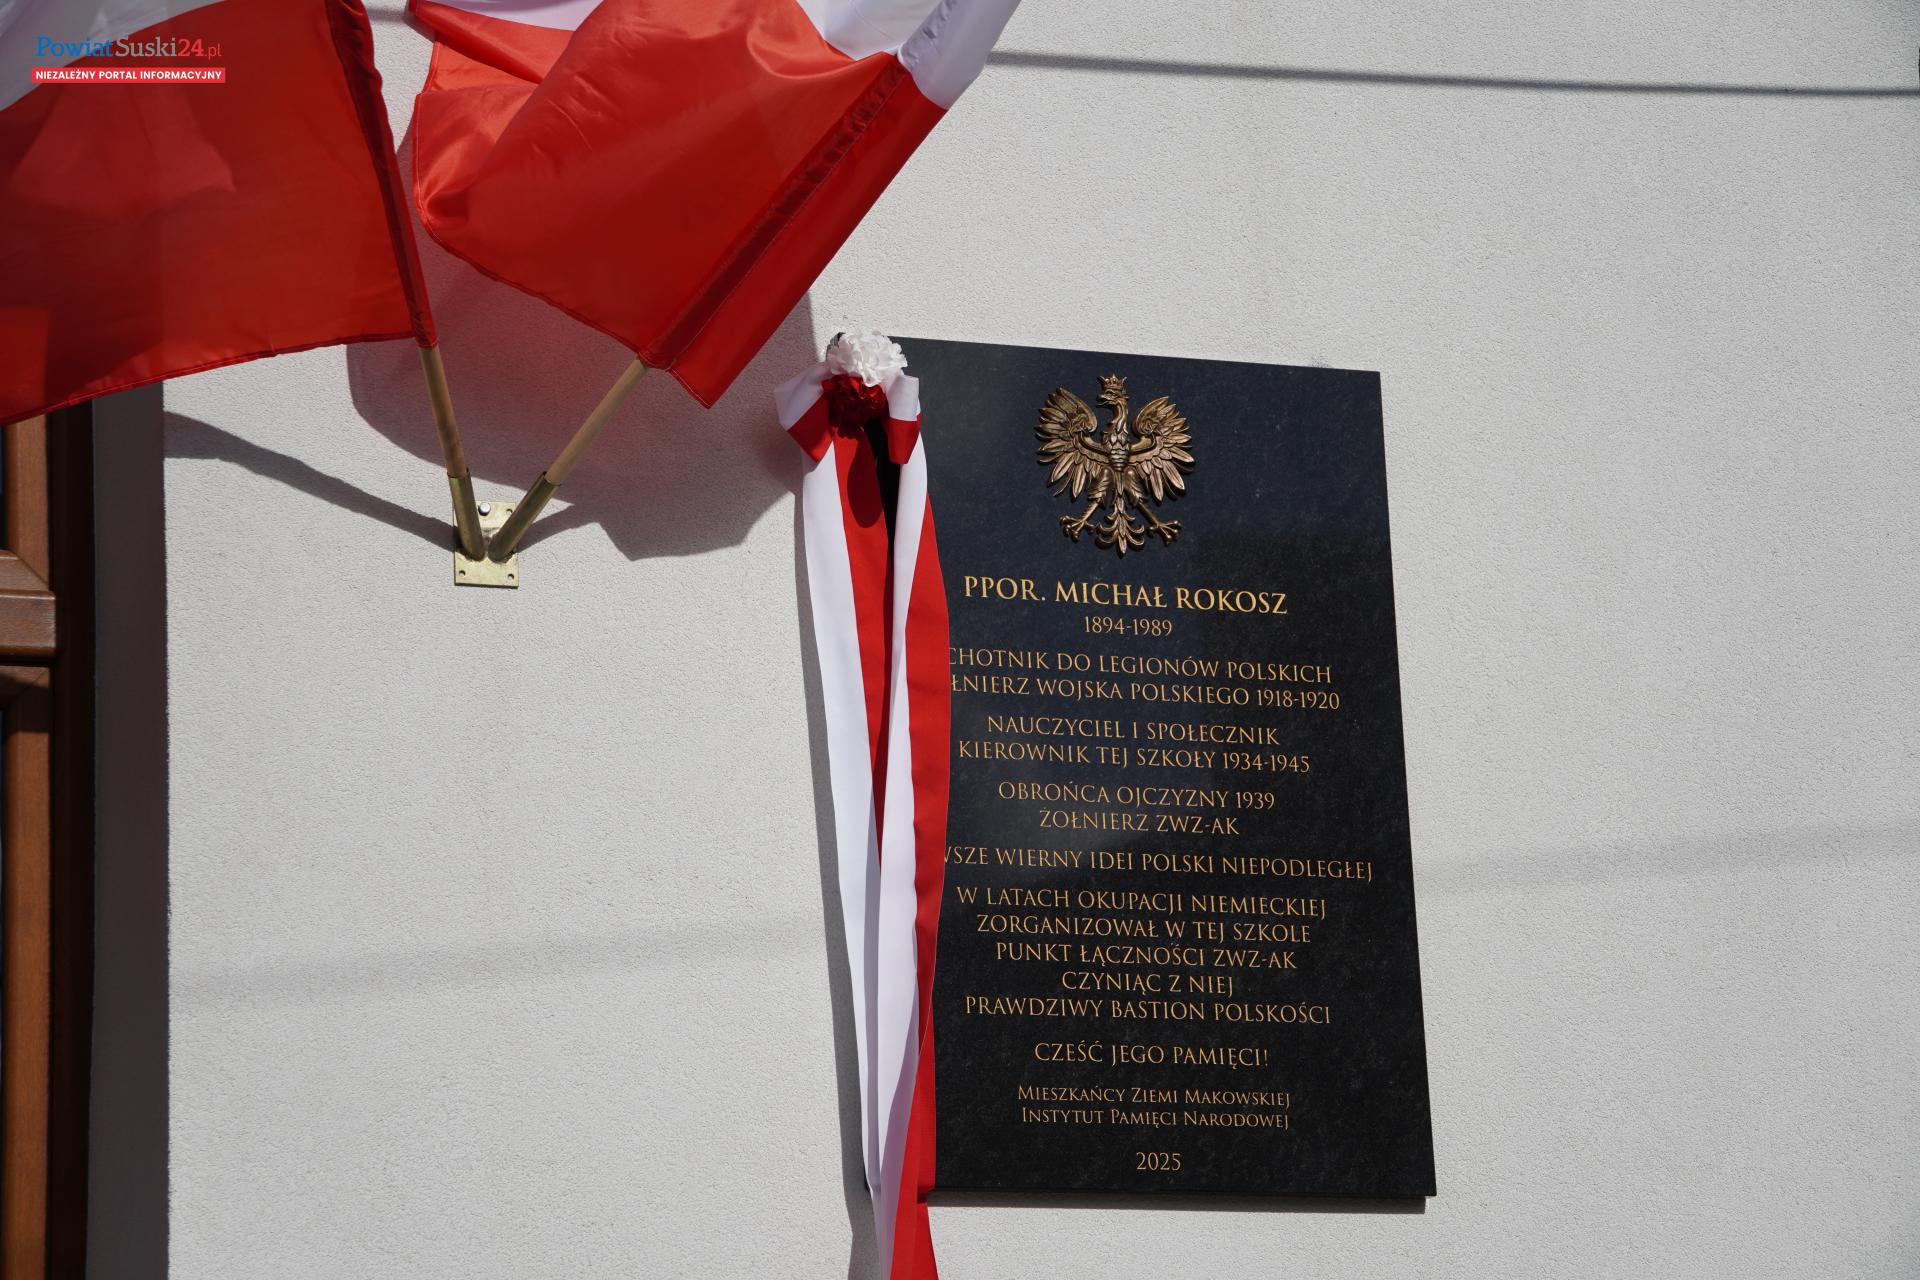 PowiatSuski24.pl
NIEZALEŻNY PORTAL INFORMACYJNY
PPOR. MICHAŁ ROKOSZ
1894-1989
DO LEGIONÓW POLSKICH
WOJSKA POLSKIEGO 1918-1920
NAUCZYCIEL I SPOŁECZNIK
KIEROWNIK TEJ SZKOŁY 1934-1945
OBROŃCA OJCZYZNY 1939
ŻOŁNIERZ ZWZ-AK
WIERNY IDEI POLSKI NIEPODLEGŁEJ
W LATACH OKUPACJI NIEMIECKIEJ
ZORGANIZOWAŁ W TEJ SZKOLE
PUNKT ŁĄCZNOŚCI ZWZ-AK
CZYNIĄC Z NIEJ
PRAWDZIWY BASTION POLSKOŚCI
CZEŚĆ JEGO PAMIĘCI!
MIESZKAŃCY ZIEMI MAKOWSKIEJ
INSTYTUT PAMIĘCI NARODOWEJ
2025